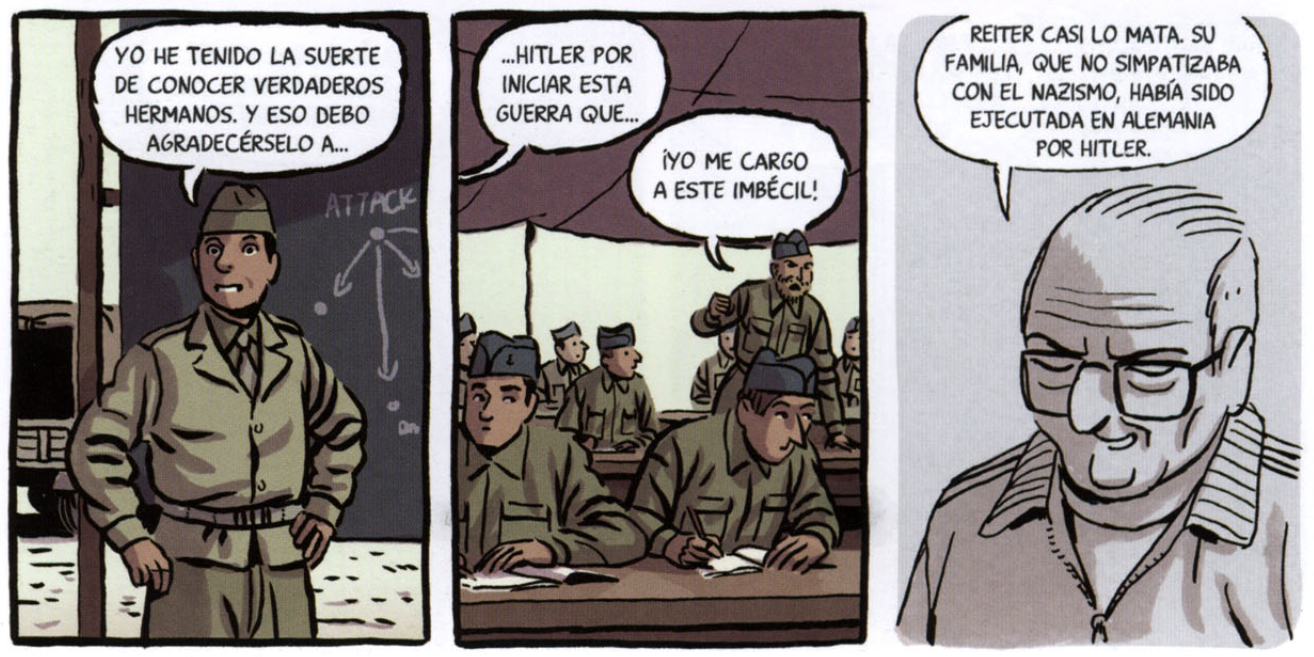 YO HE TENIDO LA SUERTE
DE CONOCER VERDADEROS
HERMANOS. Y ESO DEBO
AGRADECÉRSELO A...
ATTACK
...HITLER POR
INICIAR ESTA
GUERRA QUE...
¡YO ME CARGO
A ESTE IMBÉCIL!
REITER CASI LO MATA. SU
FAMILIA, QUE NO SIMPATIZABA
CON EL NAZISMO, HABÍA SIDO
EJECUTADA EN ALEMANIA
POR HITLER.